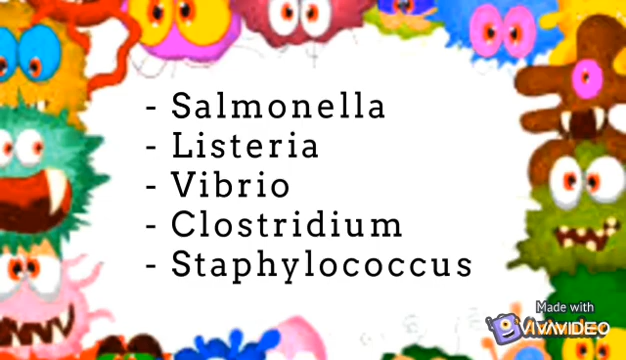 - Salmonella
- Listeria
- Vibrio
- Clostridium
- Staphylococcus
Made with
VIVAVIDEO